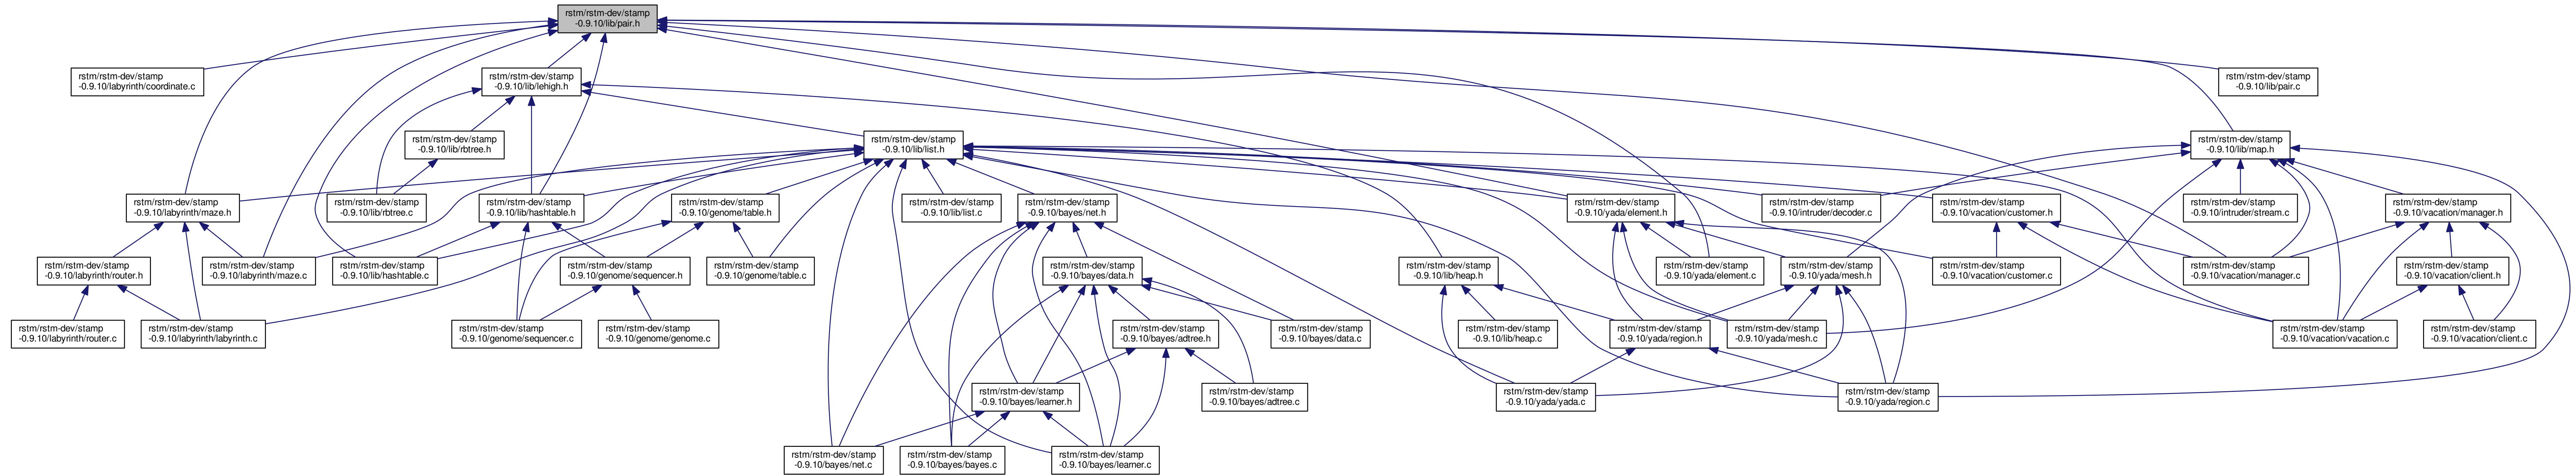 rstm/rstm-dev/stamp
-0.9.10/lib/pair.h
rstm/rstm-dev/stamp
-0.9.10/labyrinth/coordinate.c
rstm/rstm-dev/stamp
-0.9.10/lib/lehigh.h
rstm/rstm-dev/stamp
-0.9.10/lib/pair.c
rstm/rstm-dev/stamp
-0.9.10/lib/rbtree.h
rstm/rstm-dev/stamp
-0.9.10/lib/list.h
rstm/rstm-dev/stamp
-0.9.10/lib/map.h
rstm/rstm-dev/stamp
-0.9.10/labyrinth/maze.h
rstm/rstm-dev/stamp
-0.9.10/lib/rbtree.c
rstm/rstm-dev/stamp
-0.9.10/lib/hashtable.h
rstm/rstm-dev/stamp
-0.9.10/genome/table.h
rstm/rstm-dev/stamp
-0.9.10/lib/list.c
rstm/rstm-dev/stamp
-0.9.10/bayes/net.h
rstm/rstm-dev/stamp
-0.9.10/yada/element.h
rstm/rstm-dev/stamp
-0.9.10/intruder/decoder.c
rstm/rstm-dev/stamp
-0.9.10/vacation/customer.h
rstm/rstm-dev/stamp
-0.9.10/intruder/stream.c
rstm/rstm-dev/stamp
-0.9.10/vacation/manager.h
rstm/rstm-dev/stamp
-0.9.10/labyrinth/router.h
rstm/rstm-dev/stamp
-0.9.10/labyrinth/maze.c
rstm/rstm-dev/stamp
-0.9.10/lib/hashtable.c
rstm/rstm-dev/stamp
-0.9.10/genome/sequencer.h
rstm/rstm-dev/stamp
-0.9.10/genome/table.c
rstm/rstm-dev/stamp
-0.9.10/bayes/data.h
rstm/rstm-dev/stamp
-0.9.10/lib/heap.h
rstm/rstm-dev/stamp
-0.9.10/yada/element.c
rstm/rstm-dev/stamp
-0.9.10/yada/mesh.h
rstm/rstm-dev/stamp
-0.9.10/vacation/customer.c
rstm/rstm-dev/stamp
-0.9.10/vacation/manager.c
rstm/rstm-dev/stamp
-0.9.10/vacation/client.h
rstm/rstm-dev/stamp
-0.9.10/labyrinth/router.c
rstm/rstm-dev/stamp
-0.9.10/labyrinth/labyrinth.c
rstm/rstm-dev/stamp
-0.9.10/genome/sequencer.c
rstm/rstm-dev/stamp
-0.9.10/genome/genome.c
rstm/rstm-dev/stamp
-0.9.10/bayes/adtree.h
rstm/rstm-dev/stamp
-0.9.10/bayes/data.c
rstm/rstm-dev/stamp
-0.9.10/lib/heap.c
rstm/rstm-dev/stamp
-0.9.10/yada/region.h
rstm/rstm-dev/stamp
-0.9.10/yada/mesh.c
rstm/rstm-dev/stamp
-0.9.10/vacation/vacation.c
rstm/rstm-dev/stamp
-0.9.10/vacation/client.c
rstm/rstm-dev/stamp
-0.9.10/bayes/learner.h
rstm/rstm-dev/stamp
-0.9.10/bayes/adtree.c
rstm/rstm-dev/stamp
-0.9.10/yada/yada.c
rstm/rstm-dev/stamp
-0.9.10/yada/region.c
rstm/rstm-dev/stamp
-0.9.10/bayes/net.c
rstm/rstm-dev/stamp
-0.9.10/bayes/bayes.c
rstm/rstm-dev/stamp
-0.9.10/bayes/learner.c